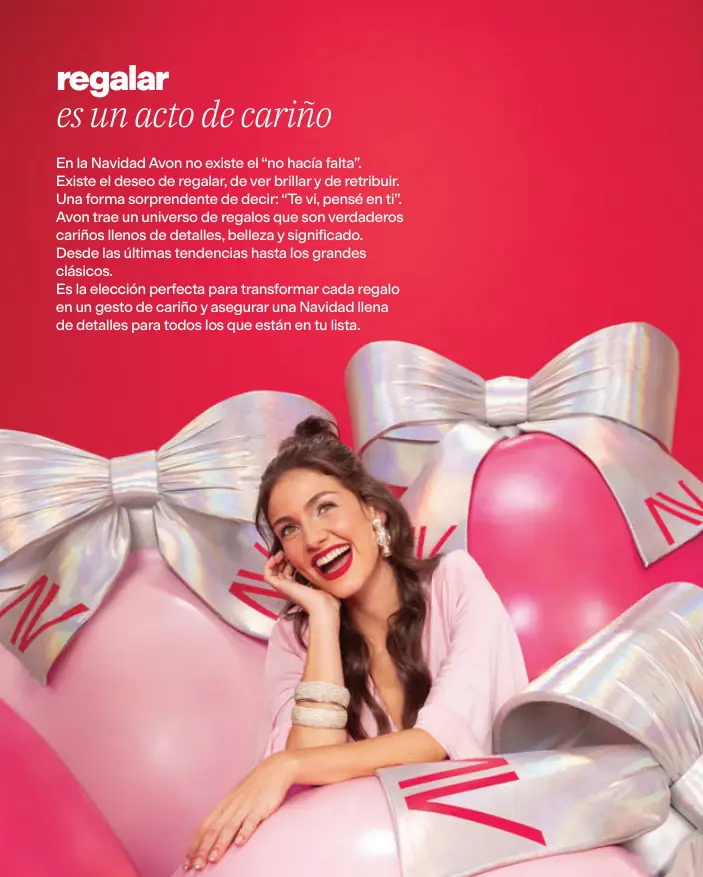 regalar
es un acto de cariño
En la Navidad Avon no existe el “no hacía falta”.
Existe el deseo de regalar, de ver brillar y de retribuir.
Una forma sorprendente de decir: “Te vi, pensé en ti”.
Avon trae un universo de regalos que son verdaderos
cariños llenos de detalles, belleza y significado.
Desde las últimas tendencias hasta los grandes
clásicos.
Es la elección perfecta para transformar cada regalo
en un gesto de cariño y asegurar una Navidad llena
de detalles para todos los que están en tu lista.